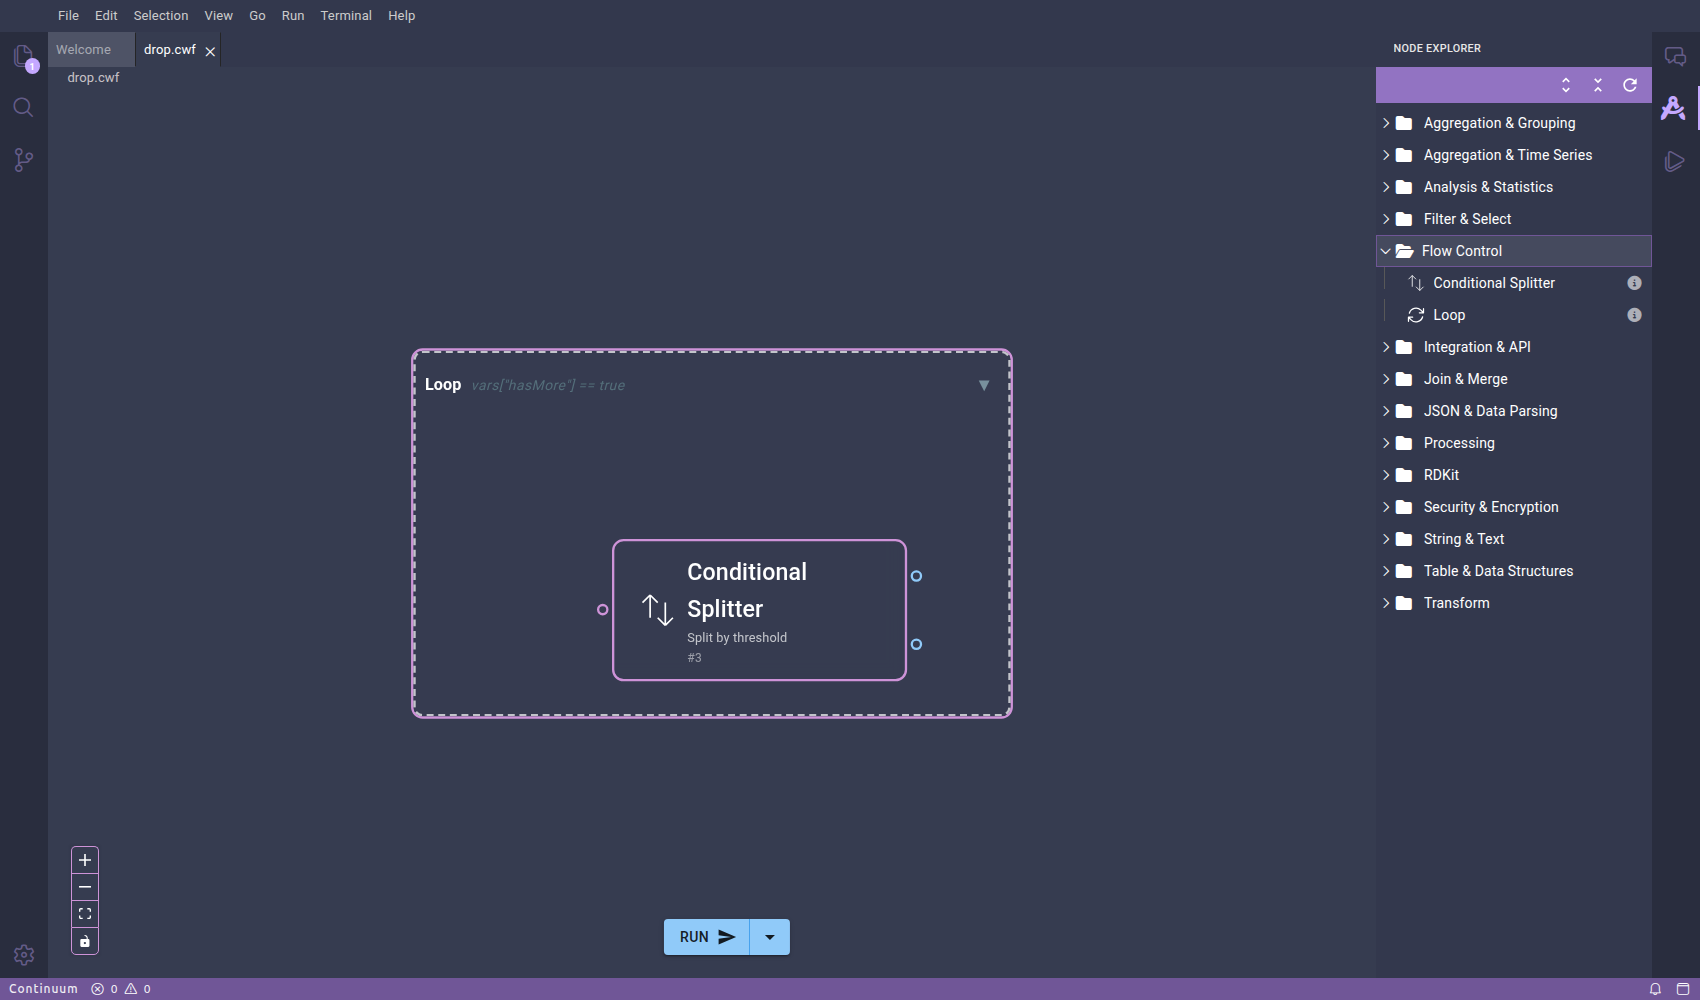 File Edit Selection View Go Run Terminal Help
Welcome drop.cwf
drop.cwf
1
NODE EXPLORER
Aggregation & Grouping
Aggregation & Time Series
Analysis & Statistics
Filter & Select
Flow Control
Conditional Splitter
Loop
Integration & API
Join & Merge
JSON & Data Parsing
Processing
RDKit
Security & Encryption
String & Text
Table & Data Structures
Transform
Loop vars["hasMore"] == true
Conditional
Splitter
Split by threshold
#3
RUN
Continuum 0 0